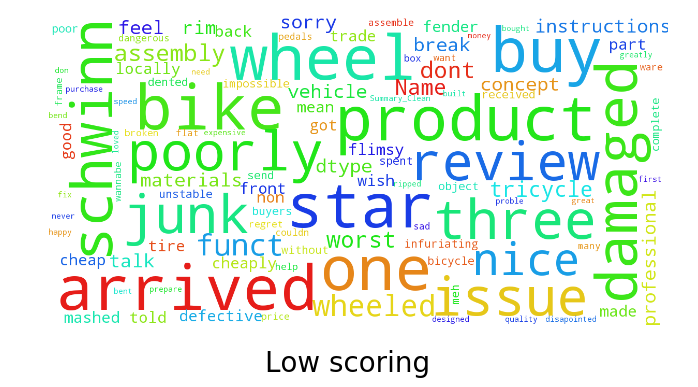 poor
feel
rim
back
sorry
assemble
fender
instructions
dangerous
pedals
trade
break
bought
money
part
greatly
assembly
wheel
buy
box
want
ware
locally
dont
don
dented
impossible
vehicle
Name
concept
purchase
frame
schwinn
bike
mean
Summary_Clean
built
received
need
speed
product
damaged
complete
bend
good
broken
flat
expensive
got
poorly
flimsy
dtype
spent
review
loved
wannabe
materials
send
wish
ripped
object
tricycle
first
fix
unstable
front
non
star
proble
great
professional
never
junk
buyers
regret
sad
three
happy
couldn
tire
funct
without
worst
infuriating
nice
many
cheap
talk
cheaply
help
one
bicycle
arrived
bent
prepare
wheeled
meh
issue
mashed
told
defective
price
designed
quality
disapointed
made
Low scoring